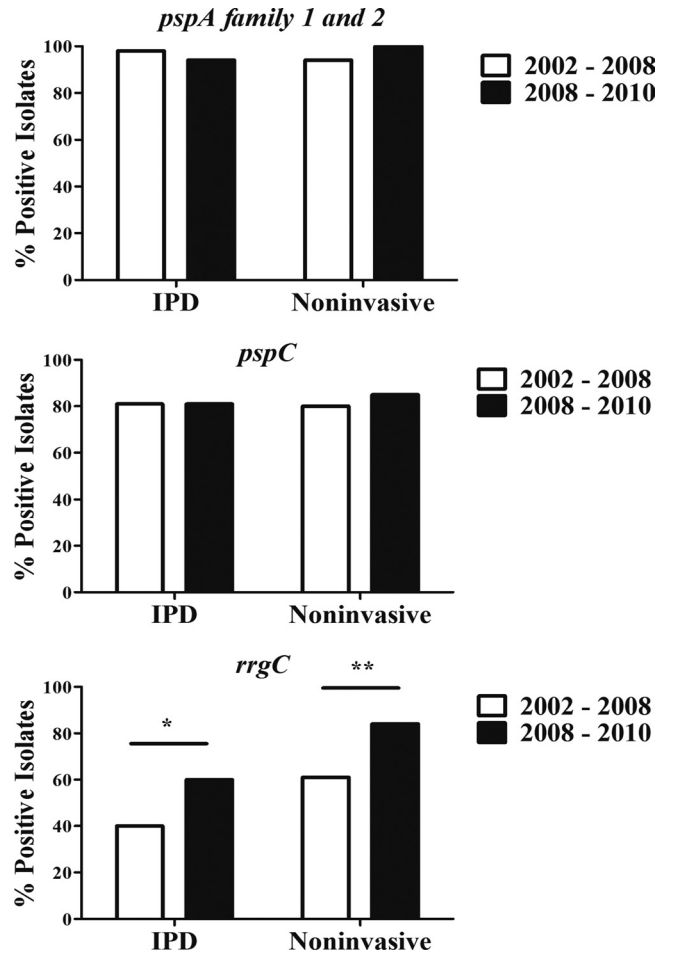 pspA family 1 and 2
100
80
60
40
20
0
% Positive Isolates
IPD
Noninvasive
2002 - 2008
2008 - 2010
pspC
100
80
60
40
20
0
% Positive Isolates
IPD
Noninvasive
2002 - 2008
2008 - 2010
rrgC
100
80
60
40
20
0
% Positive Isolates
*
**
IPD
Noninvasive
2002 - 2008
2008 - 2010